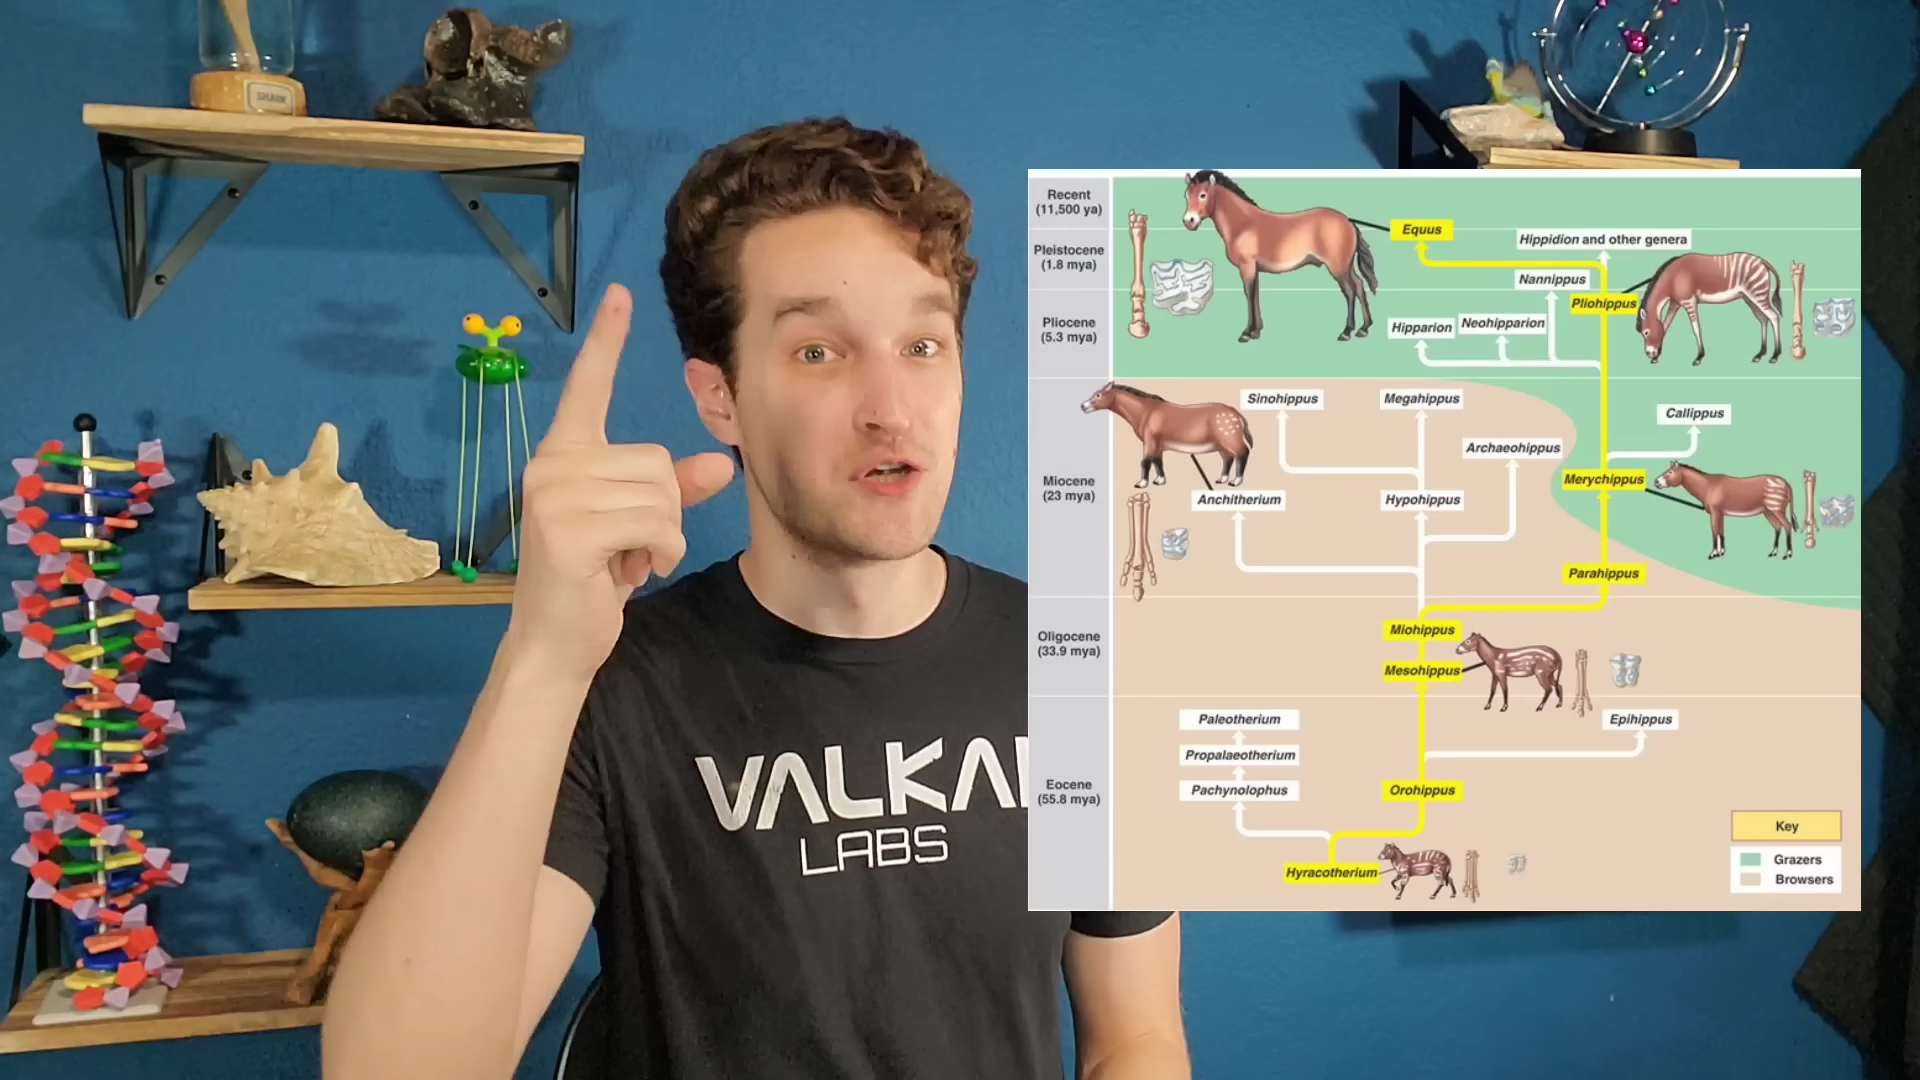 SHARK
VALKAI
LABS
Recent
(11,500 ya)
Pleistocene
(1.8 mya)
Pliocene
(5.3 mya)
Miocene
(23 mya)
Oligocene
(33.9 mya)
Eocene
(55.8 mya)
Equus
Hippidion and other genera
Nannippus
Pliohippus
Hipparion
Neohipparion
Sinohippus
Megahippus
Callippus
Archaeohippus
Merychippus
Anchitherium
Hypohippus
Parahippus
Miohippus
Mesohippus
Paleotherium
Epihippus
Propalaeotherium
Pachynolophus
Orohippus
Hyracotherium
Key
Grazers
Browsers